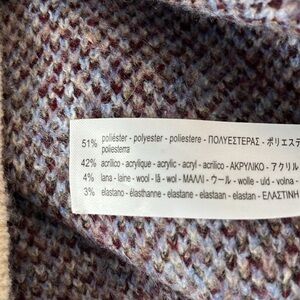 51% poliéster - polyester - poliestere - ΠΟΛΥΕΣΤΕΡΑΣ - ポリエステ
poliesterra
42% acrílico - acrylique - acrylic - acryl - acrilico - ΑΚΡΥΛΙΚΟ - アクリル
4% lana - laine - wool - lã - wol - ΜΑΛΛΙ - ウール - wolle - uld - volna -
3% elastano - élasthanne - elastane - elastaan - elastan - ΕΛΑΣΤΙΝΗ